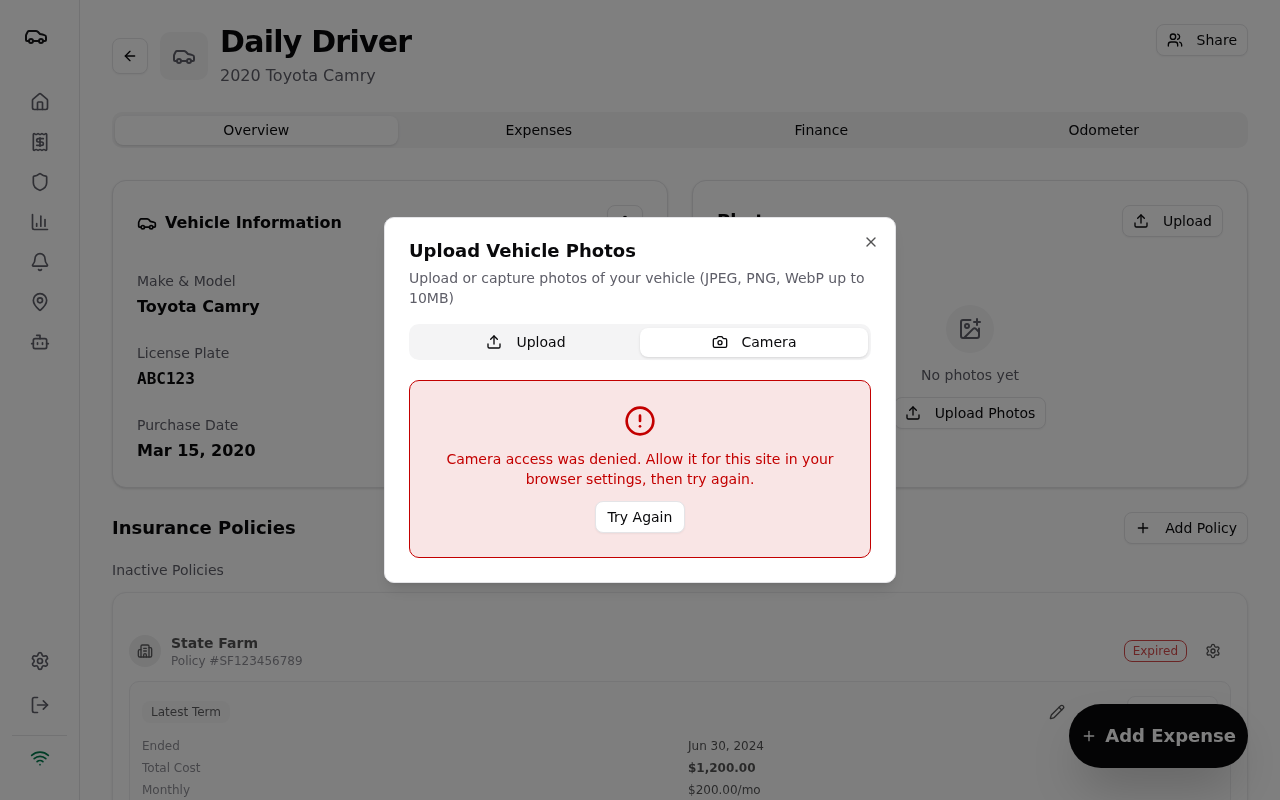 Daily Driver
2020 Toyota Camry
Share
Overview
Expenses
Finance
Odometer
Vehicle Information
Upload
Make & Model
Toyota Camry
License Plate
ABC123
Purchase Date
Mar 15, 2020
No photos yet
Upload Photos
Upload Vehicle Photos
Upload or capture photos of your vehicle (JPEG, PNG, WebP up to
10MB)
Upload
Camera
Camera access was denied. Allow it for this site in your
browser settings, then try again.
Try Again
Insurance Policies
Add Policy
Inactive Policies
State Farm
Policy #SF123456789
Expired
Latest Term
Ended
Jun 30, 2024
Total Cost
$1,200.00
Monthly
$200.00/mo
Add Expense